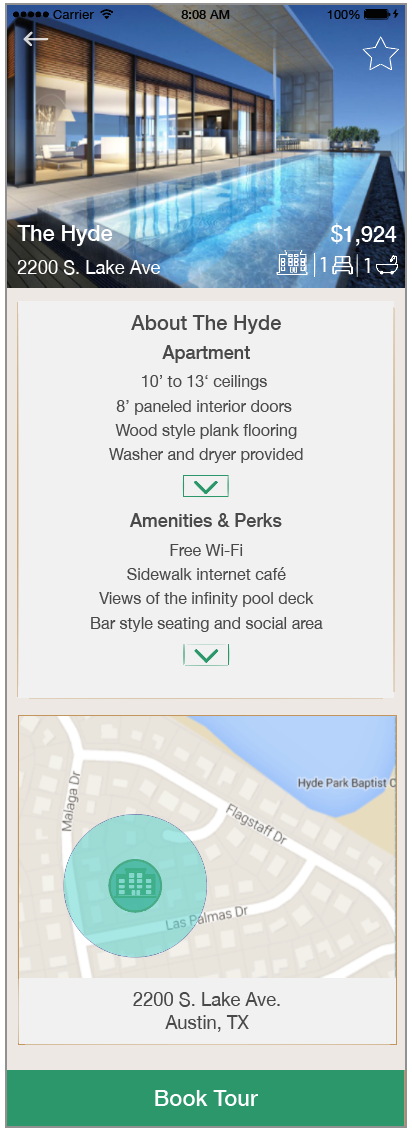 Carrier 8:08 AM 100%
The Hyde $1,924
2200 S. Lake Ave | 1 | 1
About The Hyde
Apartment
10’ to 13‘ ceilings
8’ paneled interior doors
Wood style plank flooring
Washer and dryer provided
Amenities & Perks
Free Wi-Fi
Sidewalk internet café
Views of the infinity pool deck
Bar style seating and social area
Hyde Park Baptist C
Malaga Dr
Flagstaff Dr
Las Palmas Dr
2200 S. Lake Ave.
Austin, TX
Book Tour